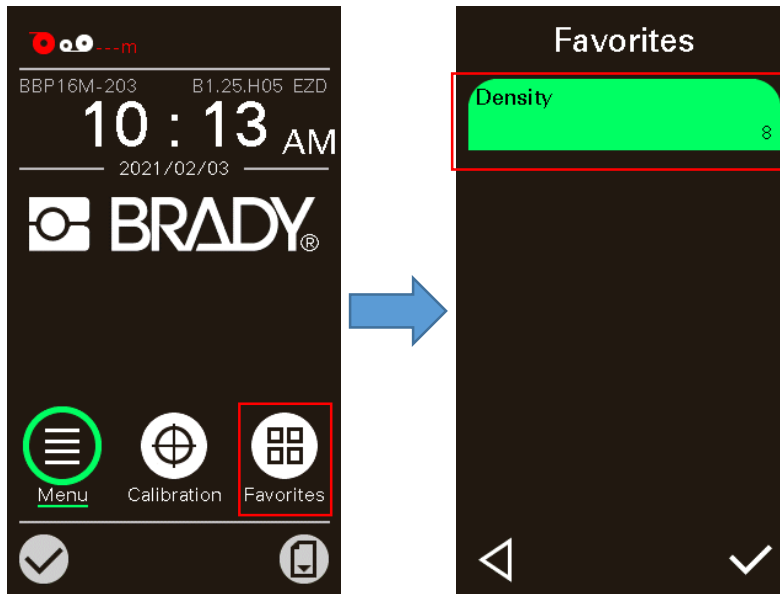 ---m
BBP16M-203 B1.25.H05 EZD
10 : 13 AM
2021/02/03
BRADY®
Menu Calibration Favorites
Favorites
Density
8